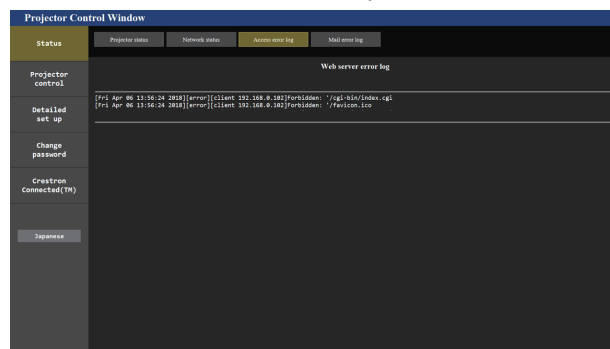 Projector Control Window
Status
Projector status
Network status
Access error log
Mail error log
Web server error log
Projector
control
[Fri Apr 06 13:56:24 2018][error][client 192.168.0.102]Forbidden: '/cgi-bin/index.cgi
[Fri Apr 06 13:56:24 2018][error][client 192.168.0.102]Forbidden: '/favicon.ico
Detailed
set up
Change
password
Crestron
Connected(TM)
Japanese